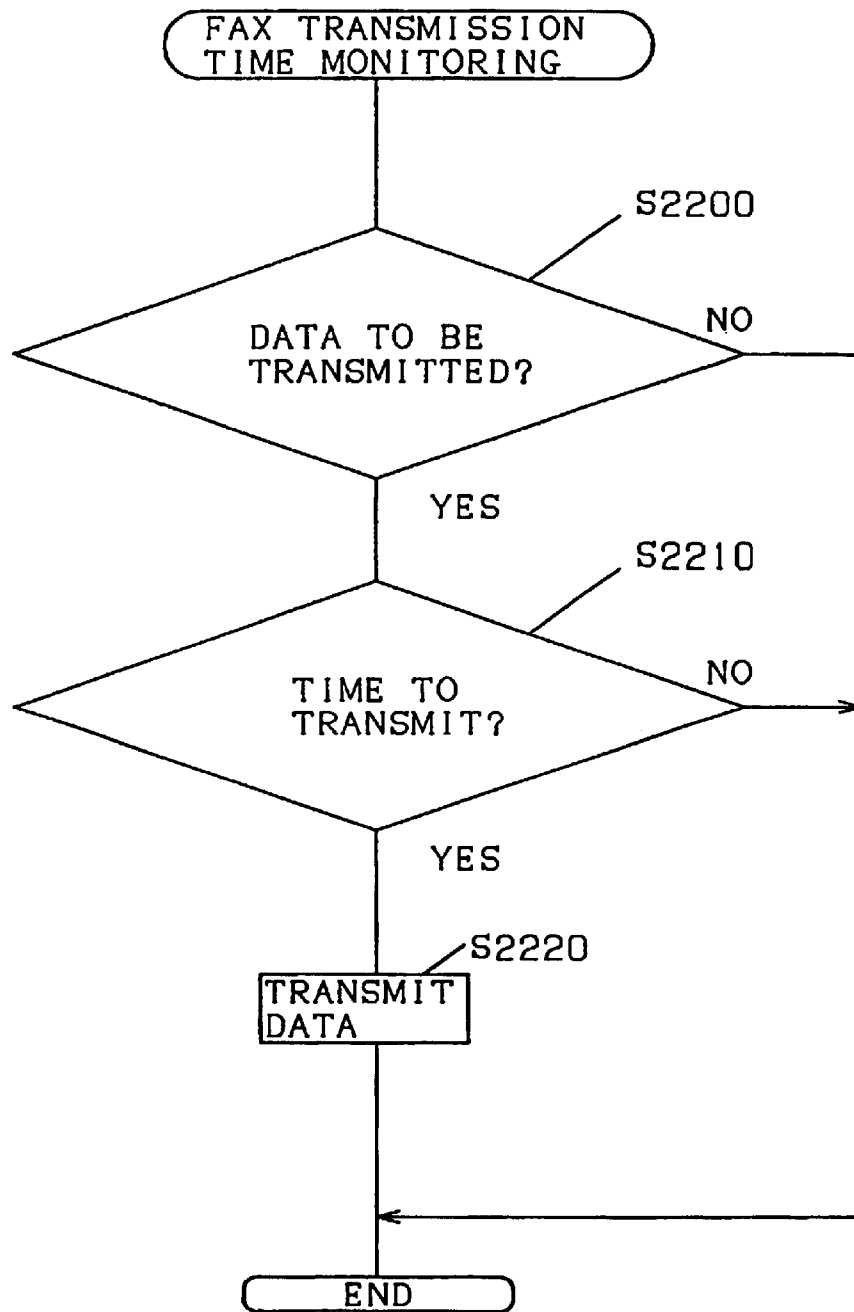 FAX TRANSMISSION
TIME MONITORING
S2200
DATA TO BE
TRANSMITTED?
NO
YES
S2210
TIME TO
TRANSMIT?
NO
YES
S2220
TRANSMIT
DATA
END